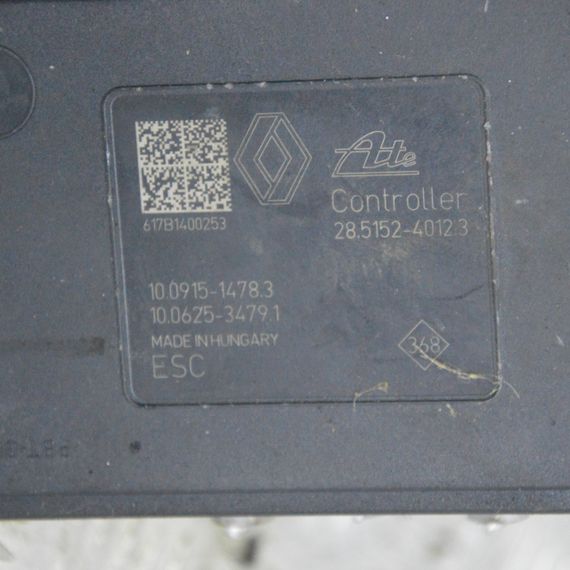 Ate
617B1400253
Controller
28.5152-4012.3
10.0915-1478.3
10.0625-3479.1
MADE IN HUNGARY
ESC
368